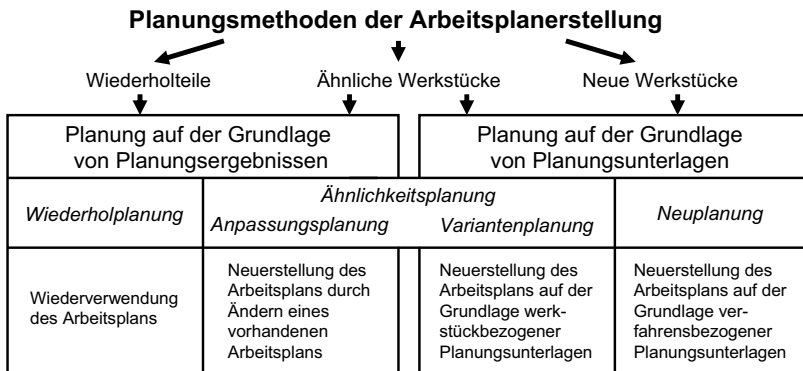 Planungsmethoden der Arbeitsplanerstellung
Wiederholteile
Ähnliche Werkstücke
Neue Werkstücke
Planung auf der Grundlage
von Planungsergebnissen
Planung auf der Grundlage
von Planungsunterlagen
Wiederholplanung
Ähnlichkeitsplanung
Anpassungsplanung
Variantenplanung
Neuplanung
Wiederverwendung
des Arbeitsplans
Neuerstellung des
Arbeitsplans durch
Ändern eines
vorhandenen
Arbeitsplans
Neuerstellung des
Arbeitsplans auf der
Grundlage werk-
stückbezogener
Planungsunterlagen
Neuerstellung des
Arbeitsplans auf der
Grundlage ver-
fahrensbezogener
Planungsunterlagen